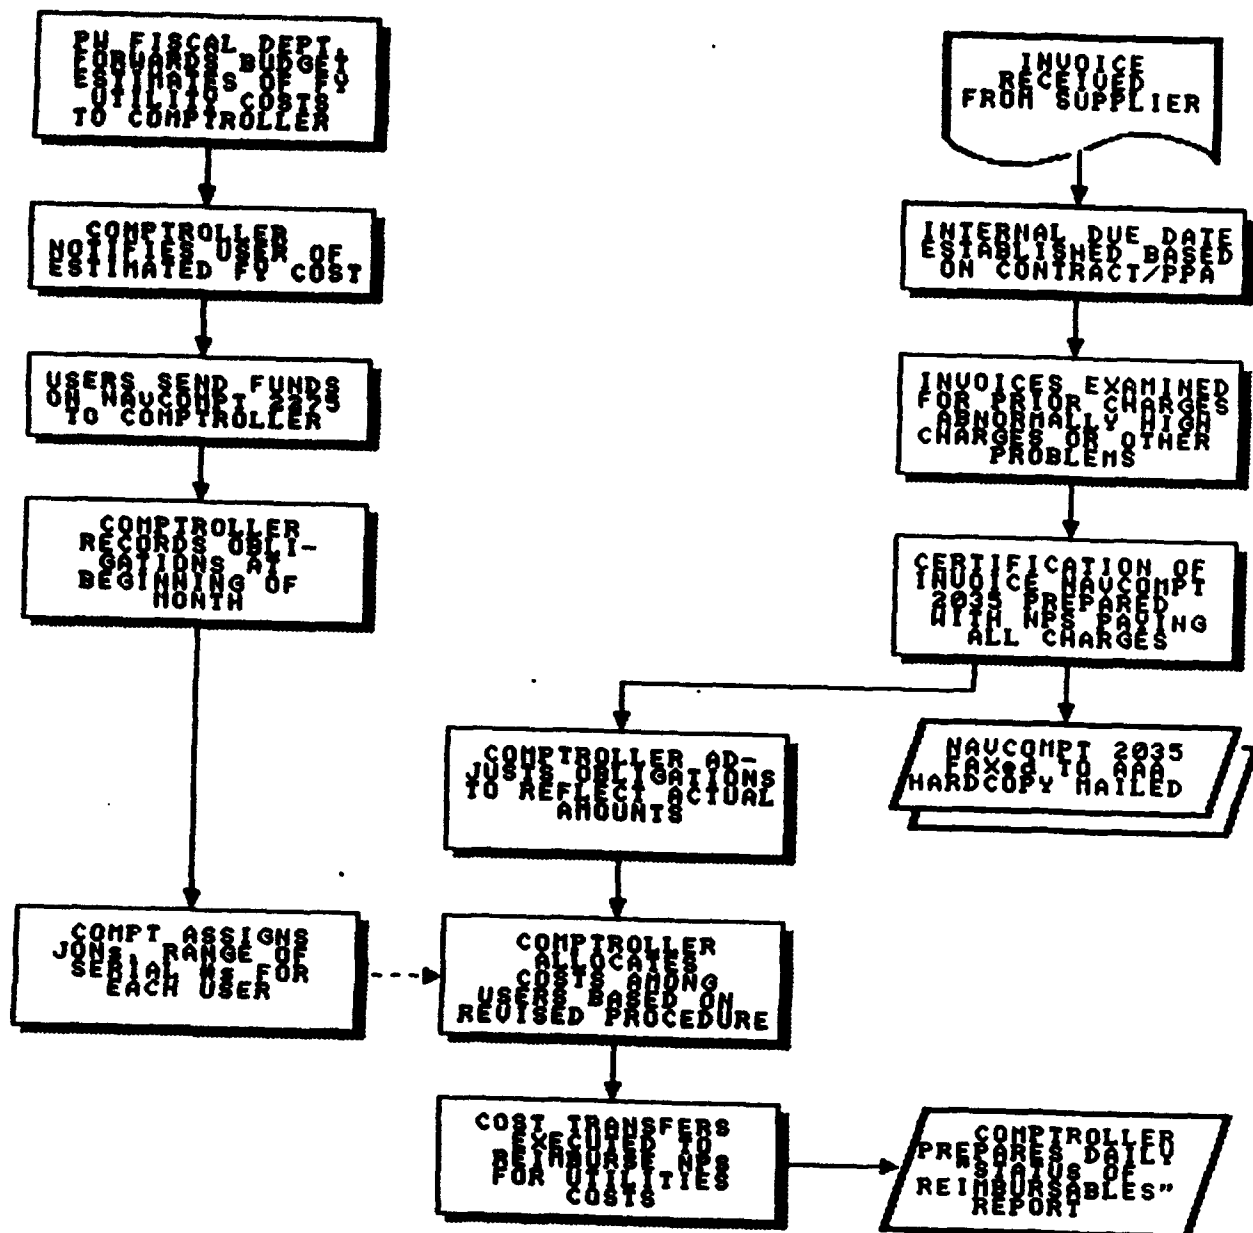 PW FISCAL DEPT.
FORWARDS BUDGET
ESTIMATES OF FY
UTILITY COSTS
TO COMPTROLLER
INVOICE
RECEIVED
FROM SUPPLIER
COMPTROLLER
NOTIFIES USER OF
ESTIMATED FY COST
INTERNAL DUE DATE
ESTABLISHED BASED
ON CONTRACT/PPA
USERS SEND FUNDS
ON NAVCOMPT 2275
TO COMPTROLLER
INVOICES EXAMINED
FOR PRIOR CHARGES
ABNORMALLY HIGH
CHARGES OR OTHER
PROBLEMS
COMPTROLLER
RECORDS OBLI-
GATIONS AT
BEGINNING OF
MONTH
CERTIFICATION OF
INVOICE NAVCOMPT
2035 PREPARED
WITH NPS PAYING
ALL CHARGES
COMPTROLLER AD-
JUSTS OBLIGATIONS
TO REFLECT ACTUAL
AMOUNTS
NAVCOMPT 2035
FAXed TO AAA
HARDCOPY MAILED
COMPT ASSIGNS
JONS, RANGE OF
SERIAL #S FOR
EACH USER
COMPTROLLER
ALLOCATES
COSTS AMONG
USERS BASED ON
REVISED PROCEDURE
COST TRANSFERS
EXECUTED TO
REIMBURSE NPS
FOR UTILITIES
COSTS
COMPTROLLER
PREPARES DAILY
STATUS OF
REIMBURSABLES"
REPORT